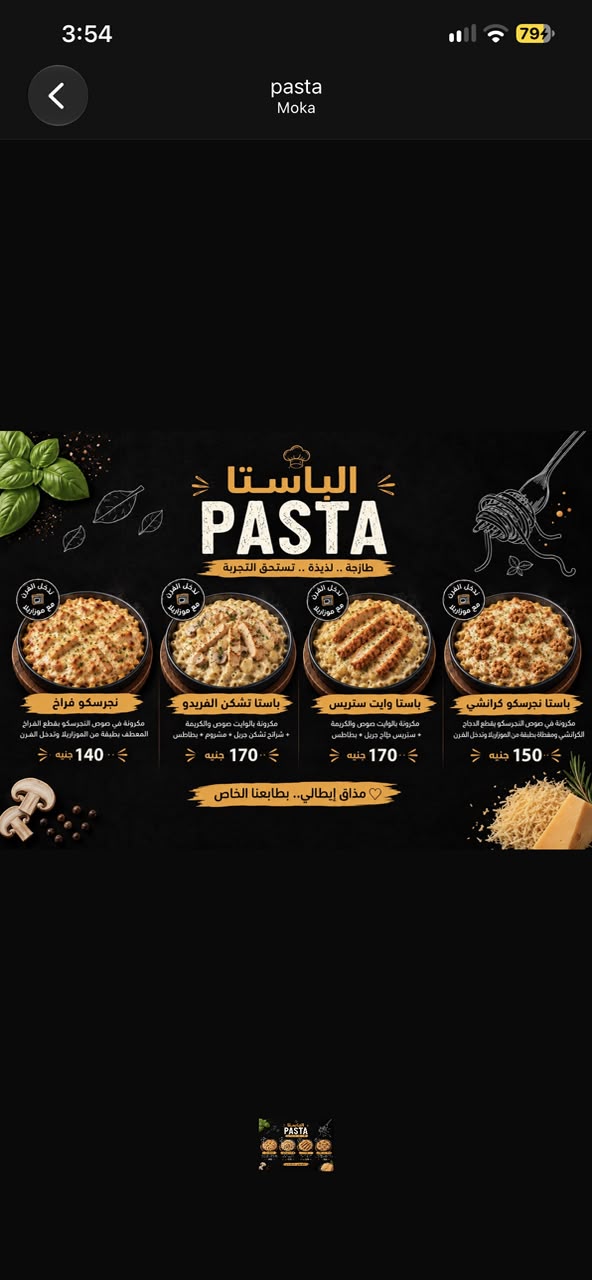 3:54
79
pasta
Moka
الباستا
PASTA
طازجة .. لذيذة .. تستحق التجربة
تدخل الفرن
مع موزاريلا
تدخل الفرن
مع موزاريلا
تدخل الفرن
مع موزاريلا
تدخل الفرن
مع موزاريلا
باستا نجرسكو كرانشي
مكرونة في صوص النجرسكو بقطع الدجاج
الكرانشي ومغطاة بطبقة من الموزاريلا وتدخل الفرن
150 جنيه
باستا وايت ستربس
مكرونة بالوايت صوص والكريمة
+ ستربس طاج جريل + بطاطس
170 جنيه
باستا تشكن الفريدو
مكرونة بالوايت صوص والكريمة
+ شرائح تشكن جريل + مشروم + بطاطس
170 جنيه
نجرسكو فراخ
مكرونة في صوص النجرسكو بقطع الفراخ
المعطف بطبقة من الموزاريلا وتدخل الفرن
140 جنيه
مذاق إيطالي.. بطابعنا الخاص
PASTA